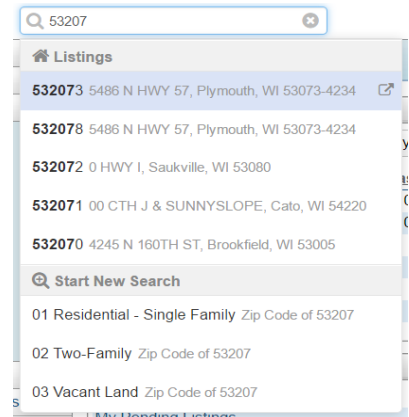 53207
Listings
532073 5486 N HWY 57, Plymouth, WI 53073-4234
532078 5486 N HWY 57, Plymouth, WI 53073-4234
532072 0 HWY I, Saukville, WI 53080
532071 00 CTH J & SUNNYSLOPE, Cato, WI 54220
532070 4245 N 160TH ST, Brookfield, WI 53005
Start New Search
01 Residential - Single Family Zip Code of 53207
02 Two-Family Zip Code of 53207
03 Vacant Land Zip Code of 53207
My Pending Listings